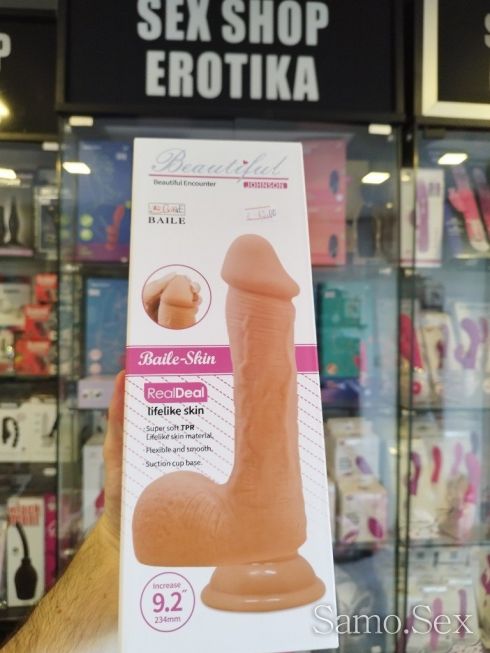 SEX SHOP
EROTIKA
Beautiful
Beautiful Encounter
JOHNSON
BAILE
Baile-Skin
RealDeal
lifelike skin
Super soft TPR
Lifelike skin material,
Flexible and smooth,
Suction cup base.
Increase
9.2"
234mm
Samo.Sex